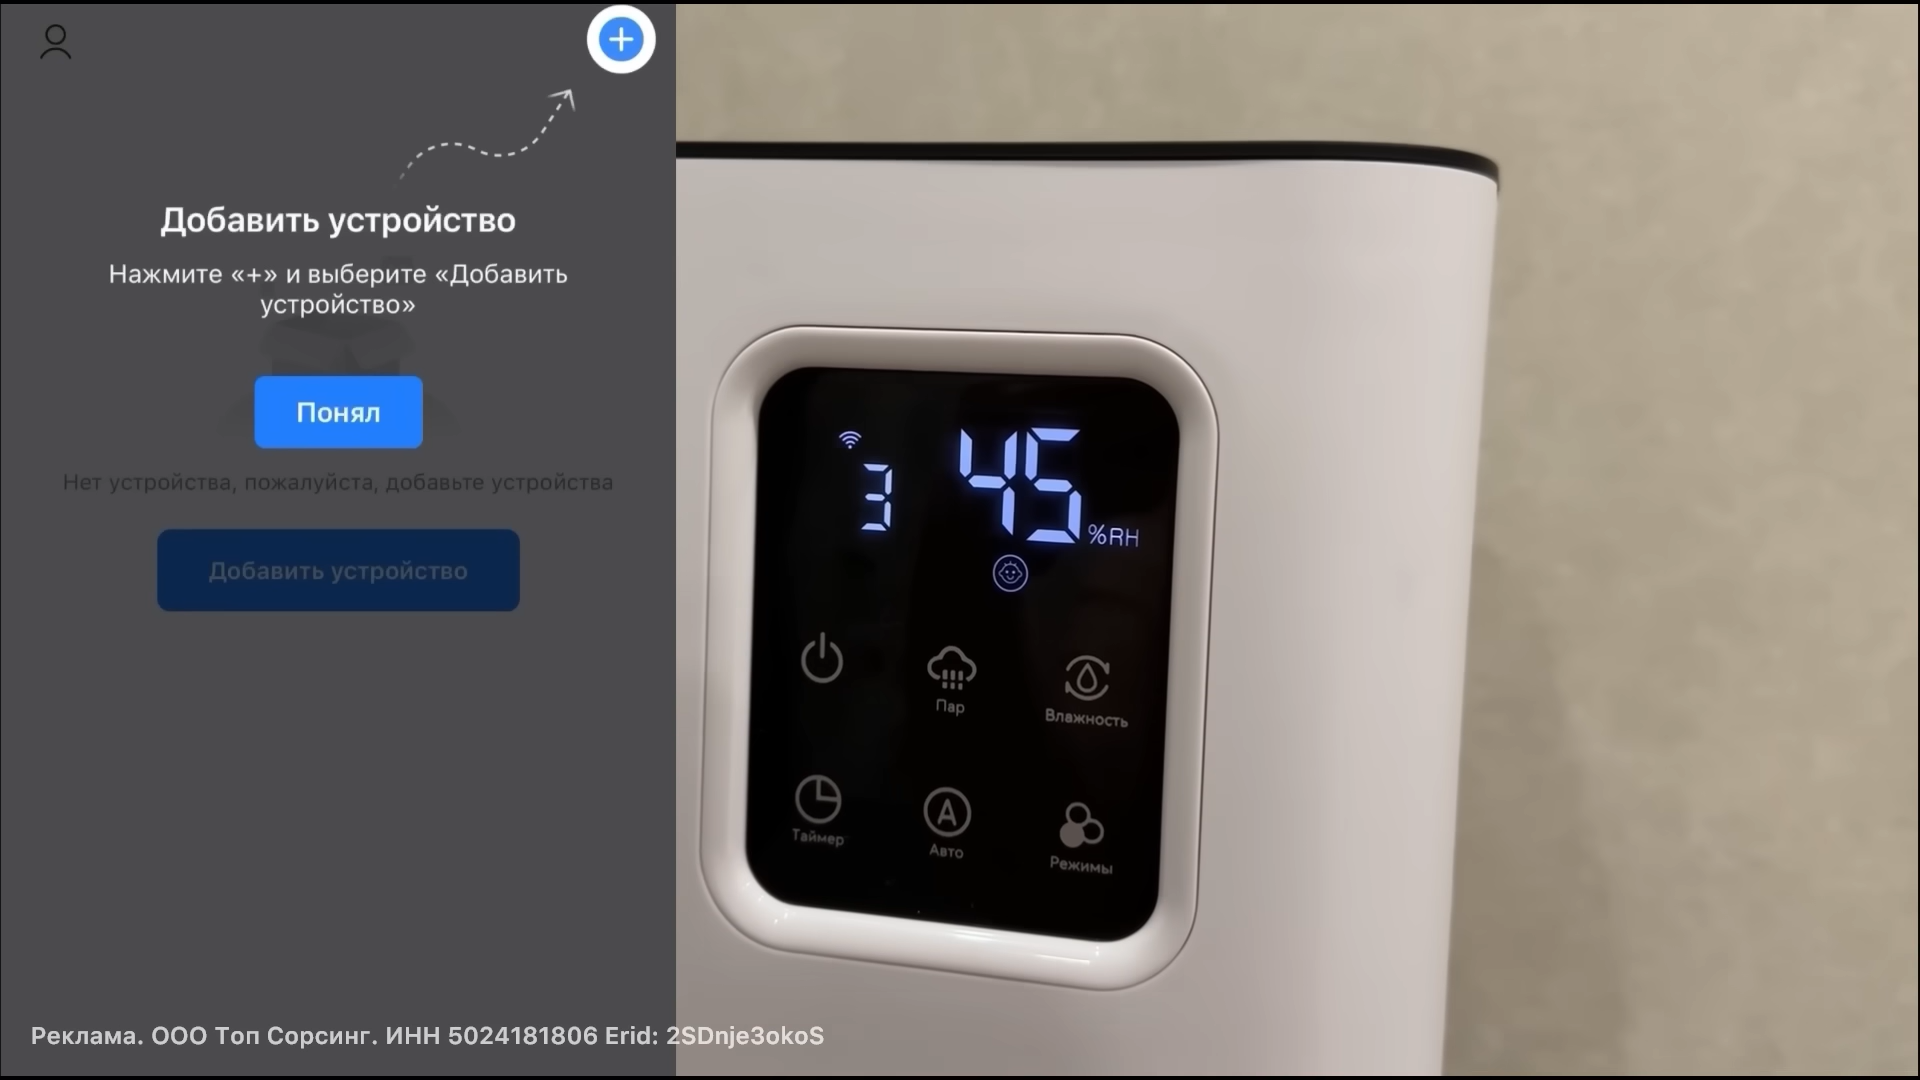 Добавить устройство
Нажмите «+» и выберите «Добавить
устройство»
Понял
Нет устройства, пожалуйста, добавьте устройства
Добавить устройство
3
45
%RH
Пар
Влажность
Таймер
A
Авто
Режимы
Реклама. ООО Топ Сорсинг. ИНН 5024181806 Erid: 2SDnje3okoS